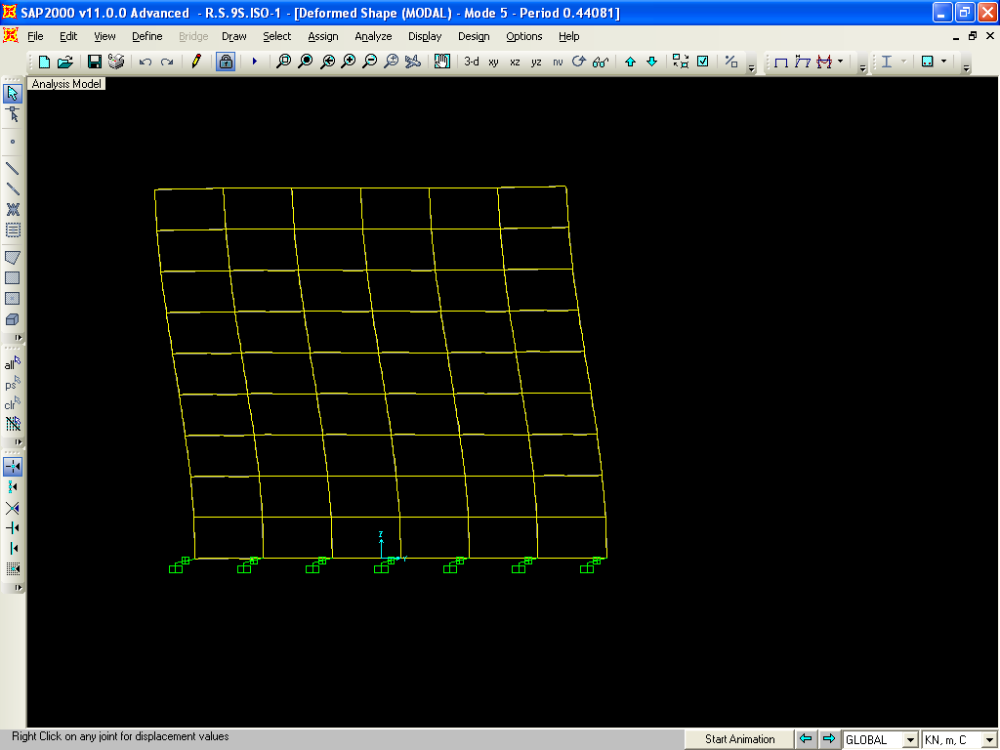 SAP2000 v11.0.0 Advanced - R.S.9S.ISO-1 - [Deformed Shape (MODAL) - Mode 5 - Period 0.44081]
File Edit View Define Bridge Draw Select Assign Analyze Display Design Options Help
3-d xy xz yz nv
Analysis Model
all
ps
clr
Z
Y
Right Click on any joint for displacement values
Start Animation
GLOBAL
KN, m, C